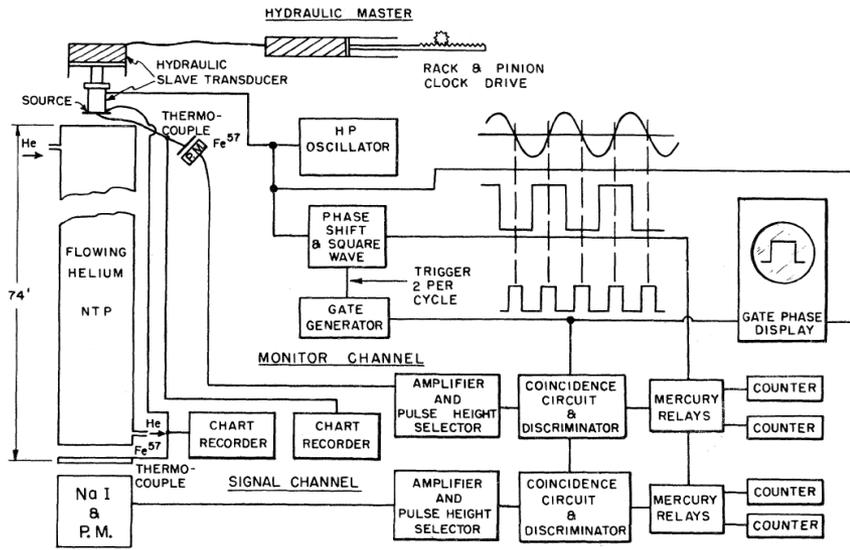 HYDRAULIC MASTER
HYDRAULIC
SLAVE TRANSDUCER
RACK & PINION
CLOCK DRIVE
SOURCE
THERMO-
COUPLE
Fe57
P.M.
He
HP
OSCILLATOR
PHASE
SHIFT
& SQUARE
WAVE
FLOWING
HELIUM
NTP
74'
TRIGGER
2 PER
CYCLE
GATE
GENERATOR
GATE PHASE
DISPLAY
MONITOR CHANNEL
AMPLIFIER
AND
PULSE HEIGHT
SELECTOR
COINCIDENCE
CIRCUIT
&
DISCRIMINATOR
MERCURY
RELAYS
COUNTER
COUNTER
He
CHART
RECORDER
CHART
RECORDER
Fe57
THERMO-
COUPLE
SIGNAL CHANNEL
Na I
&
P.M.
AMPLIFIER
AND
PULSE HEIGHT
SELECTOR
COINCIDENCE
CIRCUIT
&
DISCRIMINATOR
MERCURY
RELAYS
COUNTER
COUNTER